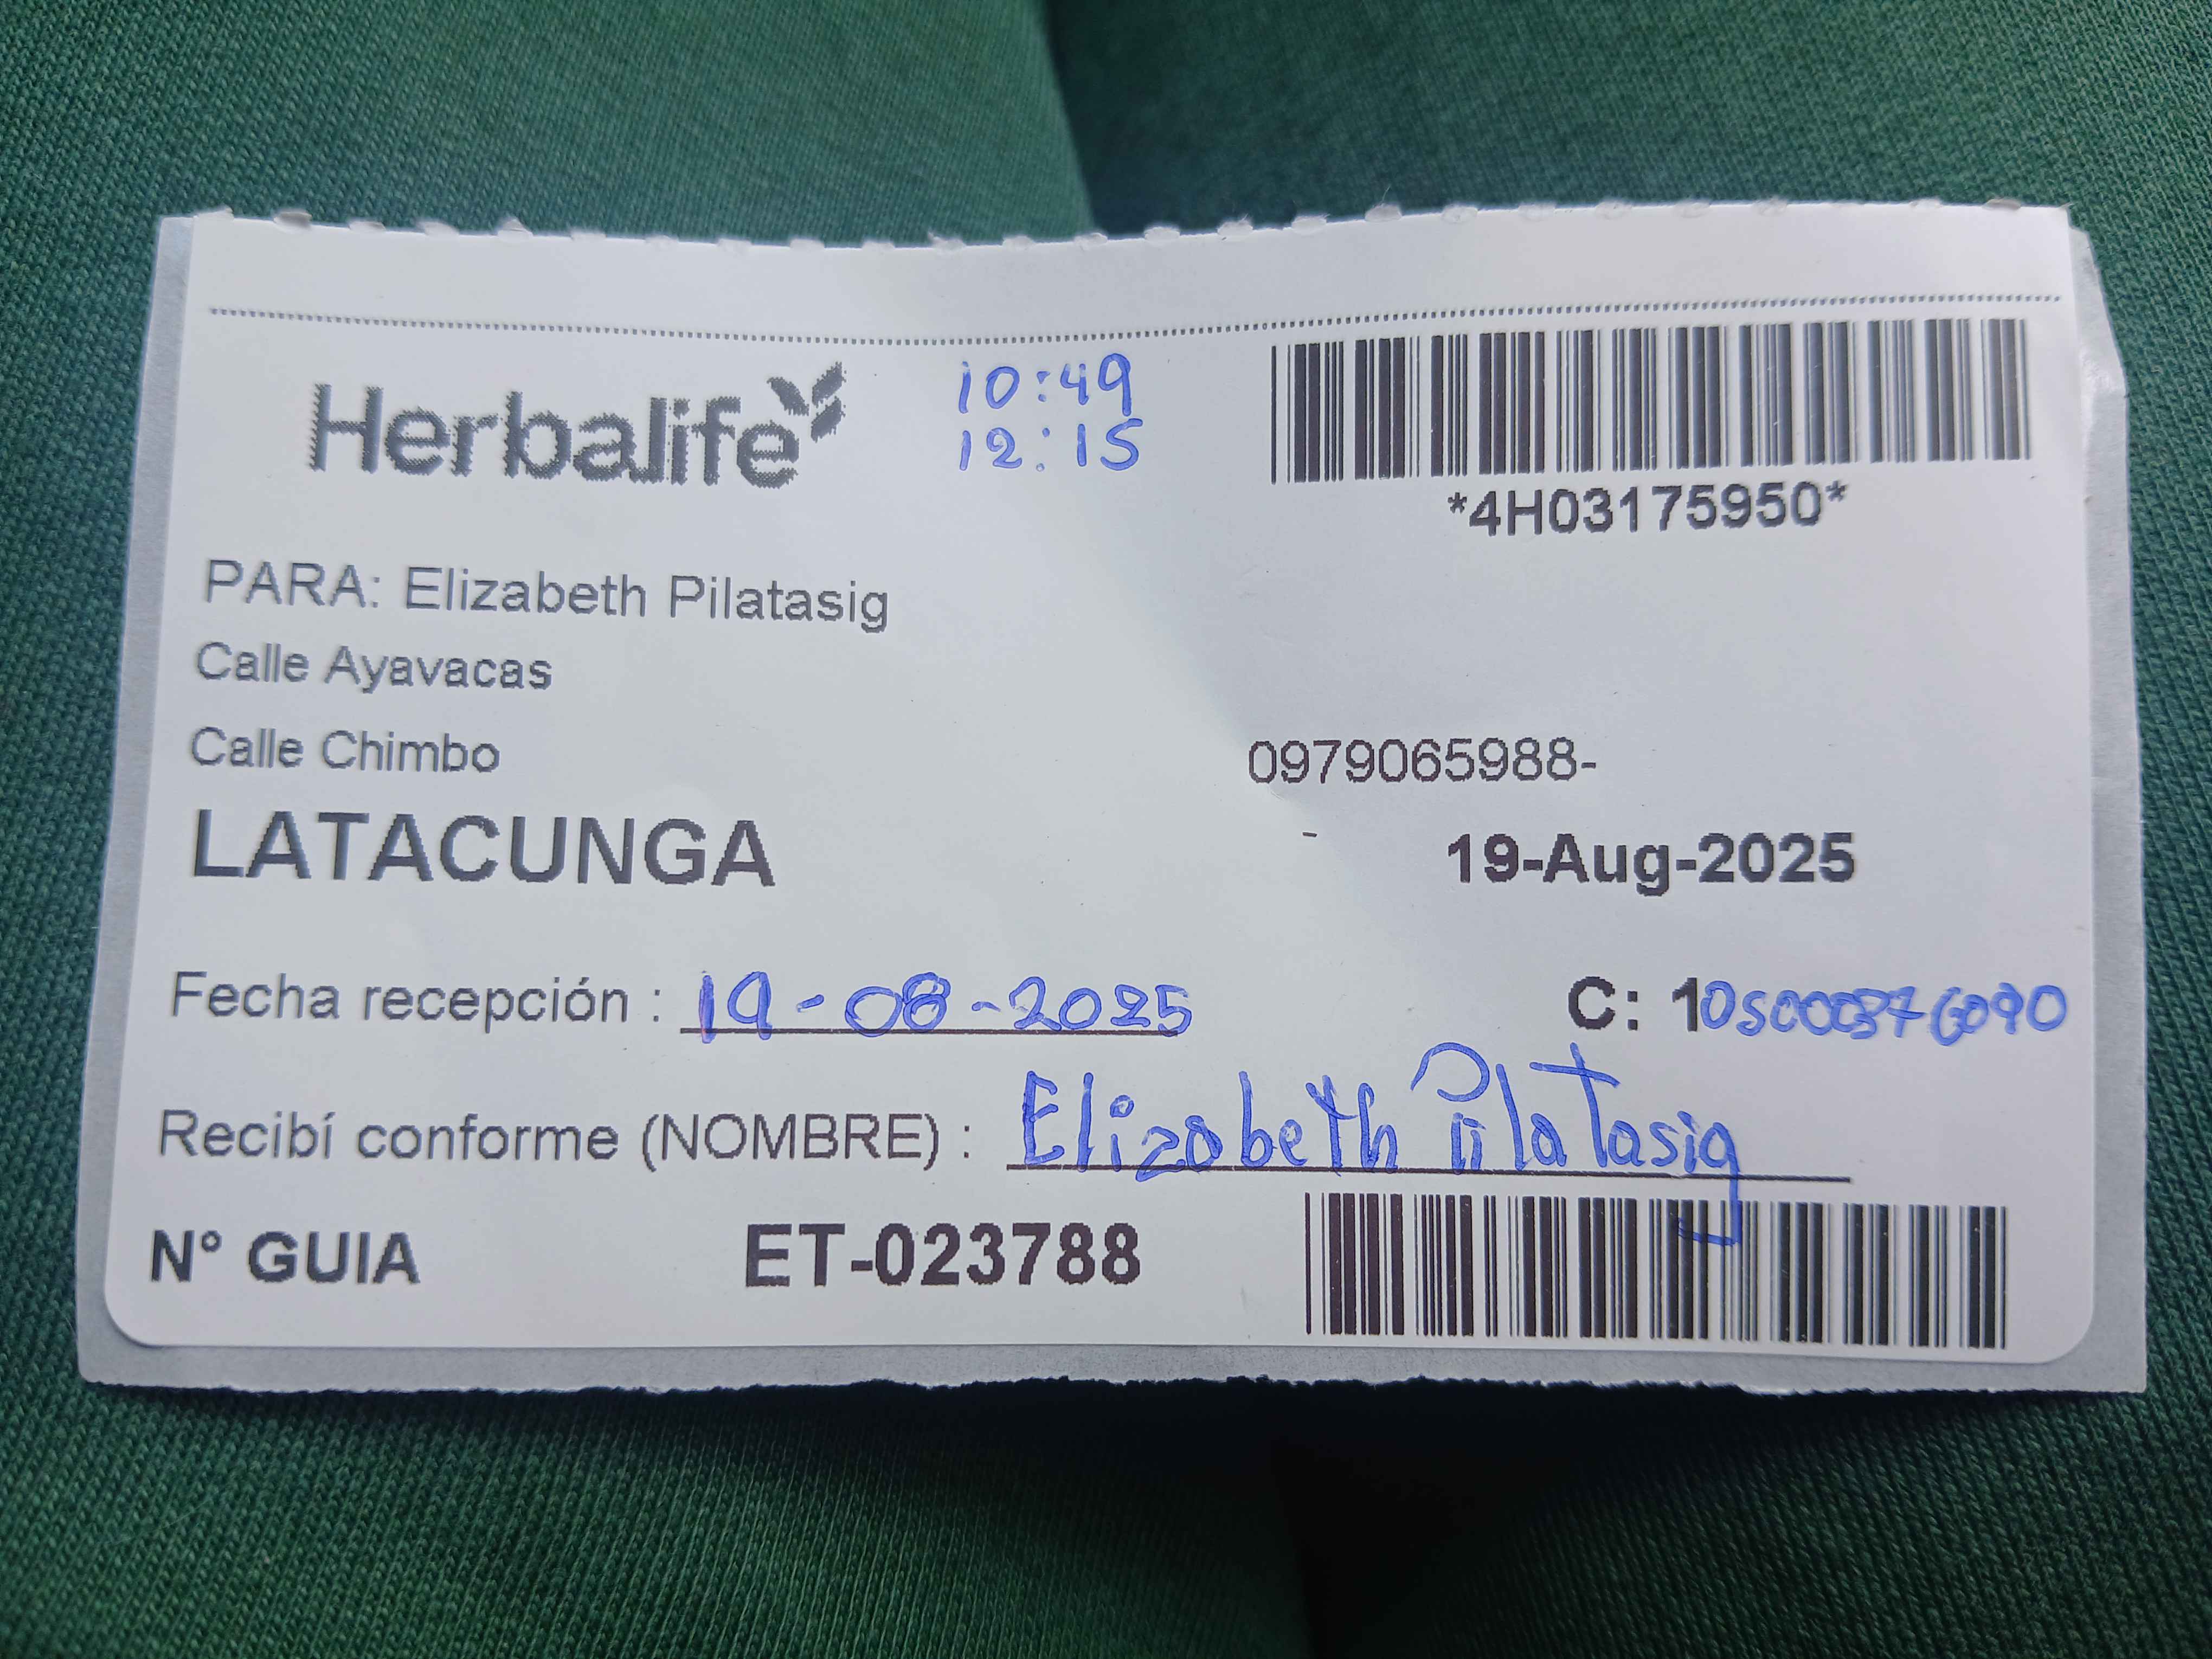 Herbalife
10:49
12:15
*4H03175950*
PARA: Elizabeth Pilatasig
Calle Ayavacas
Calle Chimbo
0979065988-
LATACUNGA
- 19-Aug-2025
Fecha recepción : 19-08-2025
C: 1
Recibí conforme (NOMBRE) : Elizabeth Pilatasig
N° GUIA ET-023788